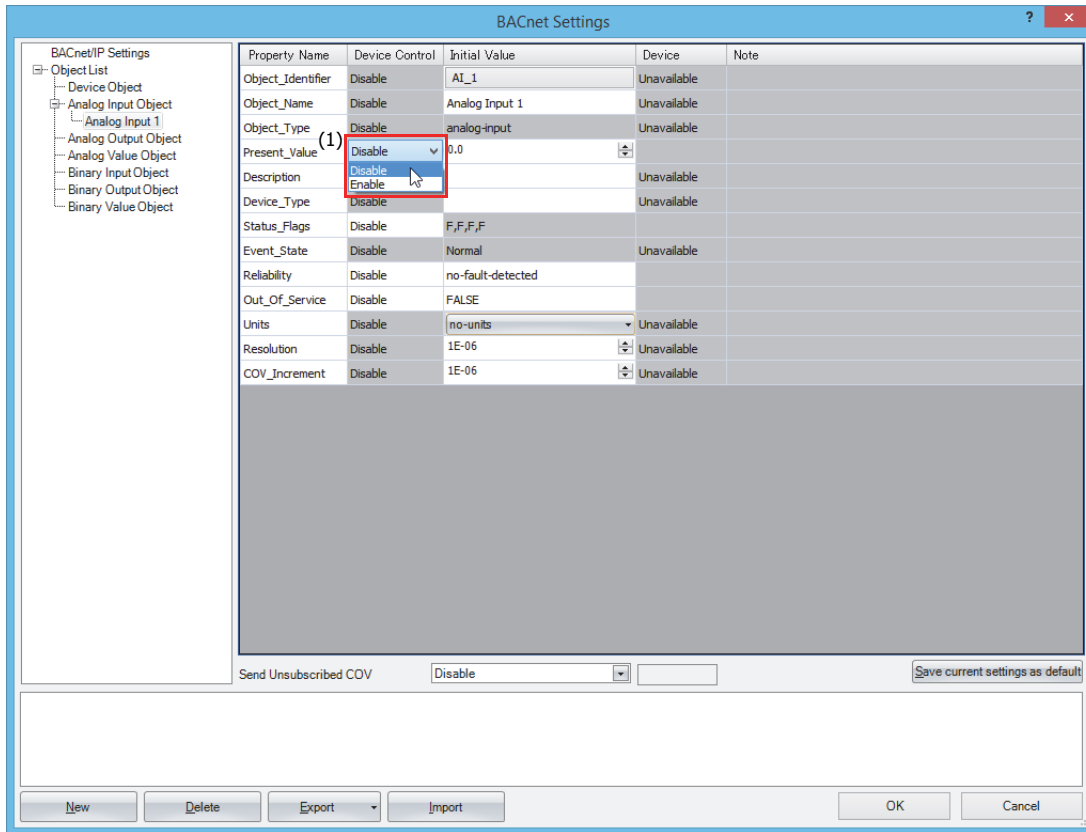 BACnet Settings
?
×
BACnet/IP Settings
Object List
Device Object
Analog Input Object
Analog Input 1
Analog Output Object
Analog Value Object
Binary Input Object
Binary Output Object
Binary Value Object
Property Name Device Control Initial Value Device Note
Object_Identifier Disable AI_1 Unavailable
Object_Name Disable Analog Input 1 Unavailable
Object_Type Disable analog-input Unavailable
(1)
Present_Value Disable 0.0
Disable
Enable
Description Unavailable
Device_Type Disable Unavailable
Status_Flags Disable F,F,F,F
Event_State Disable Normal Unavailable
Reliability Disable no-fault-detected
Out_Of_Service Disable FALSE
Units Disable no-units Unavailable
Resolution Disable 1E-06 Unavailable
COV_Increment Disable 1E-06 Unavailable
Send Unsubscribed COV Disable Save current settings as default
New Delete Export Import OK Cancel